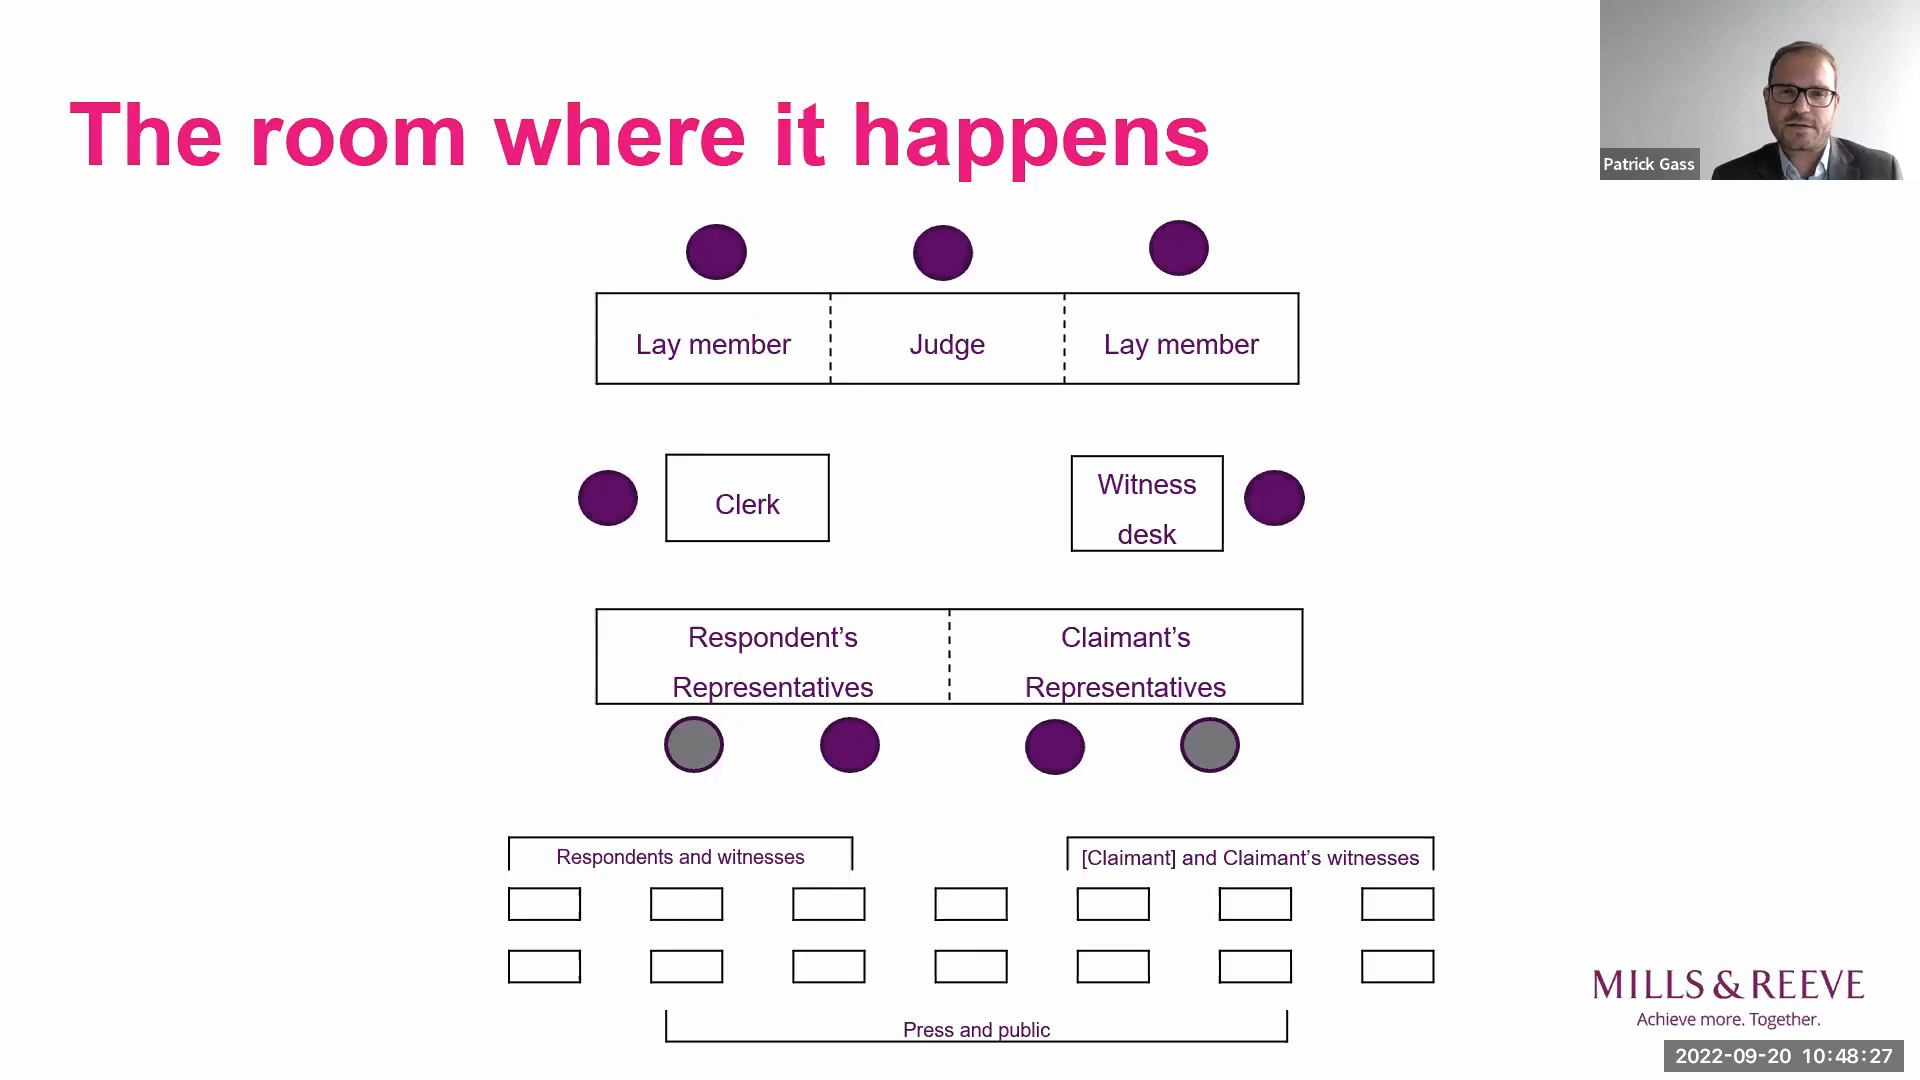 The room where it happens
Patrick Gass
Lay member
Judge
Lay member
Clerk
Witness
desk
Respondent’s
Representatives
Claimant’s
Representatives
Respondents and witnesses
[Claimant] and Claimant’s witnesses
Press and public
MILLS & REEVE
Achieve more. Together.
2022-09-20 10:48:27